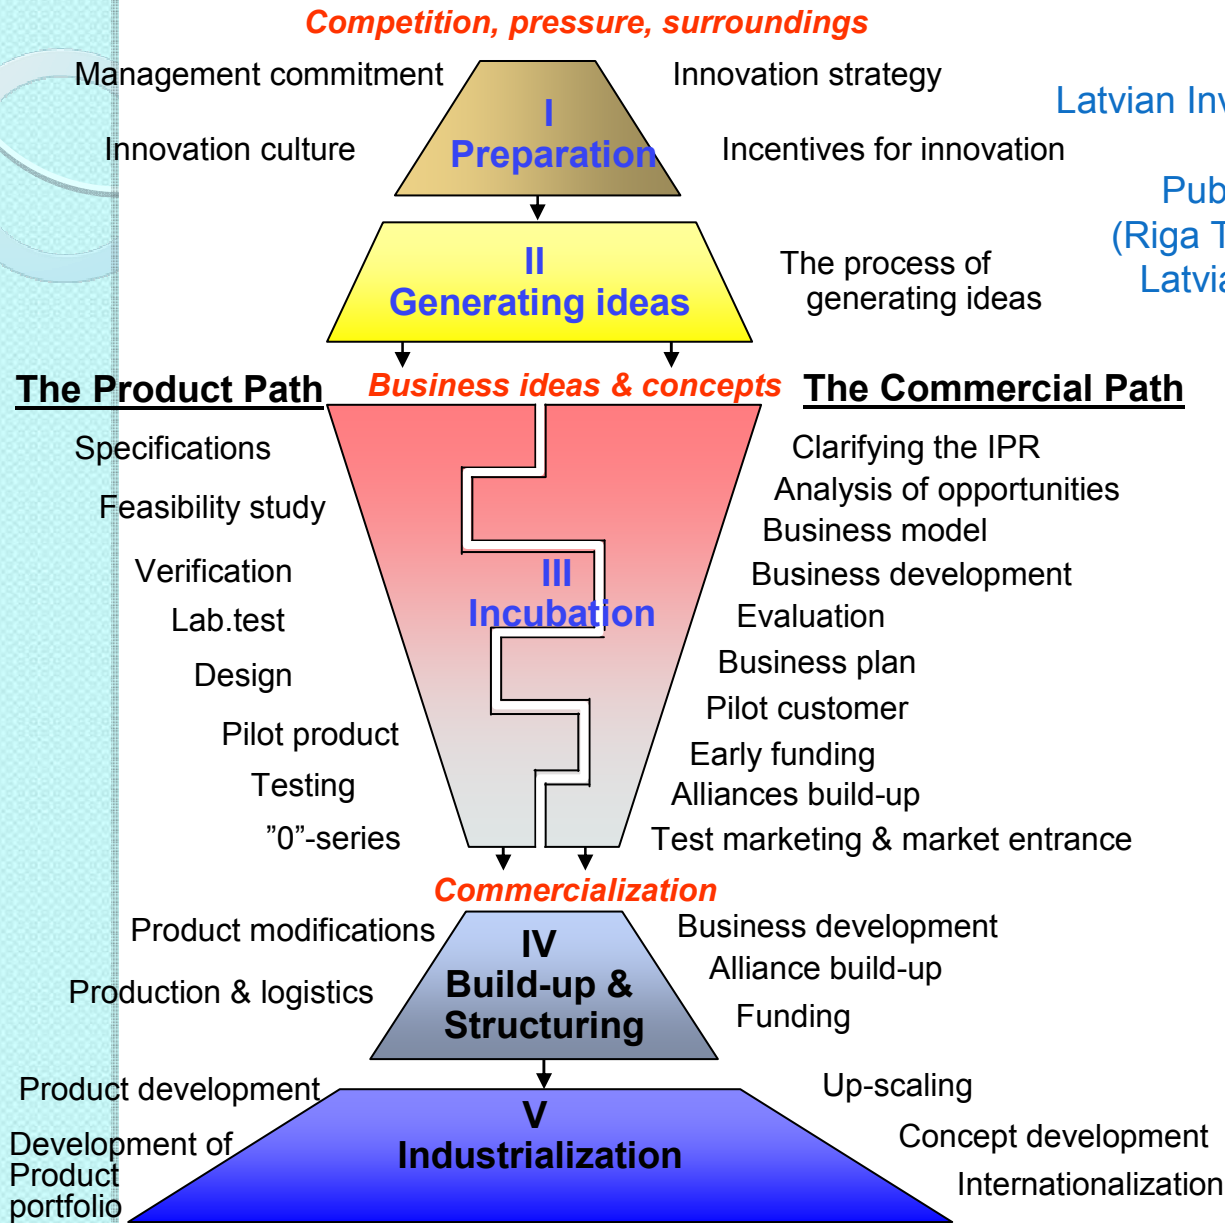 Competition, pressure, surroundings
Management commitment
Innovation strategy
Innovation culture
Incentives for innovation
I
Preparation
Latvian Inv
Pub
(Riga T
Latvia
II
Generating ideas
The process of
generating ideas
The Product Path
Business ideas & concepts
The Commercial Path
Specifications
Feasibility study
Verification
Lab.test
Design
Pilot product
Testing
”0”-series
III
Incubation
Clarifying the IPR
Analysis of opportunities
Business model
Business development
Evaluation
Business plan
Pilot customer
Early funding
Alliances build-up
Test marketing & market entrance
Commercialization
Product modifications
Production & logistics
IV
Build-up &
Structuring
Business development
Alliance build-up
Funding
Product development
Development of
Product
portfolio
V
Industrialization
Up-scaling
Concept development
Internationalization